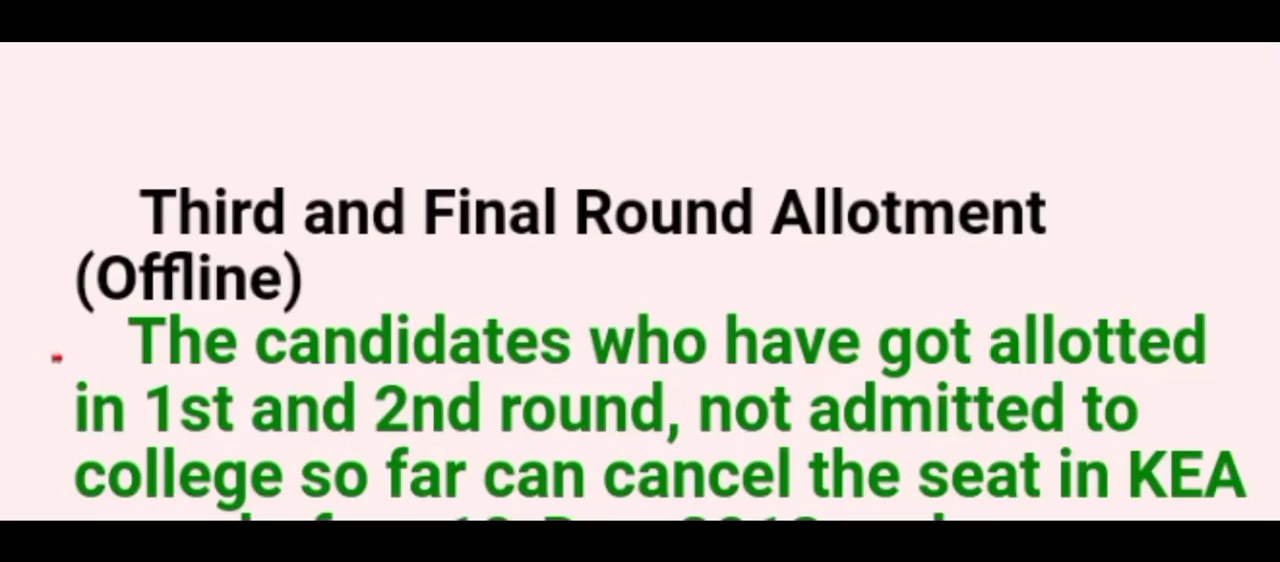 Third and Final Round Allotment
(Offline)
The candidates who have got allotted
in 1st and 2nd round, not admitted to
college so far can cancel the seat in KEA